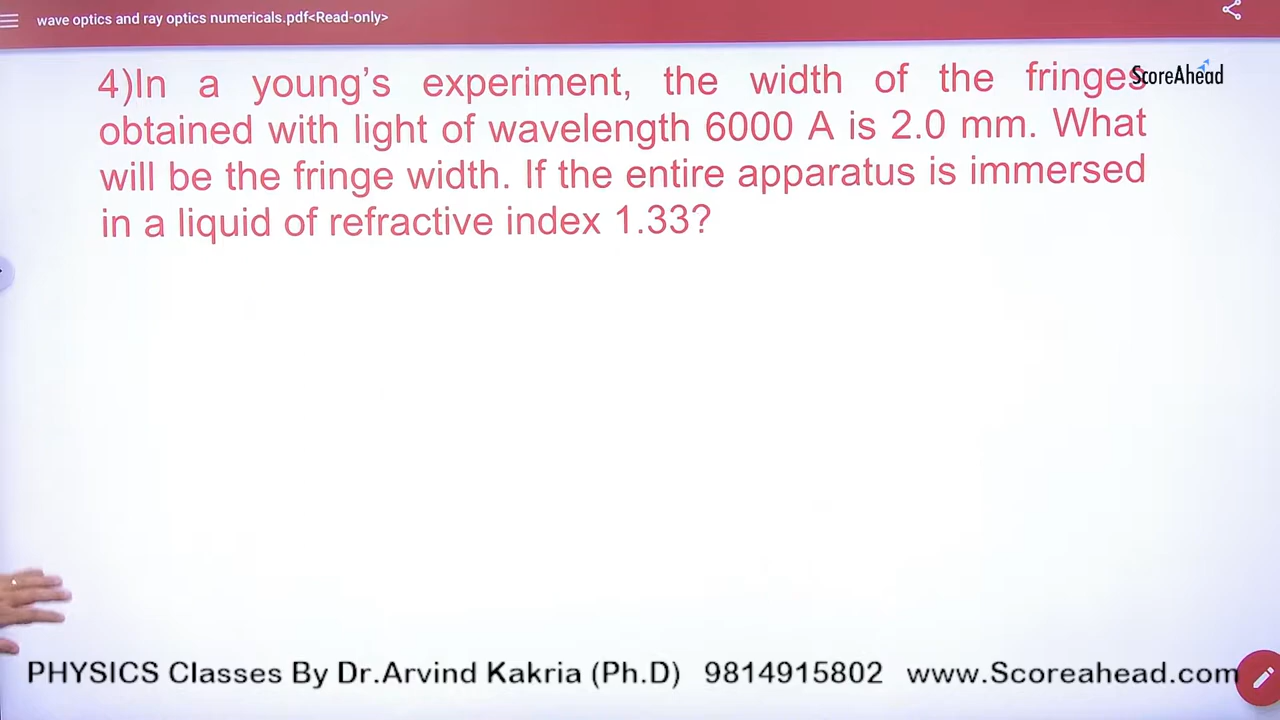 wave optics and ray optics numericals.pdf<Read-only>
ScoreAhead
4)In a young's experiment, the width of the fringes
obtained with light of wavelength 6000 A is 2.0 mm. What
will be the fringe width. If the entire apparatus is immersed
in a liquid of refractive index 1.33?
PHYSICS Classes By Dr.Arvind Kakria (Ph.D) 9814915802 www.Scoreahead.com